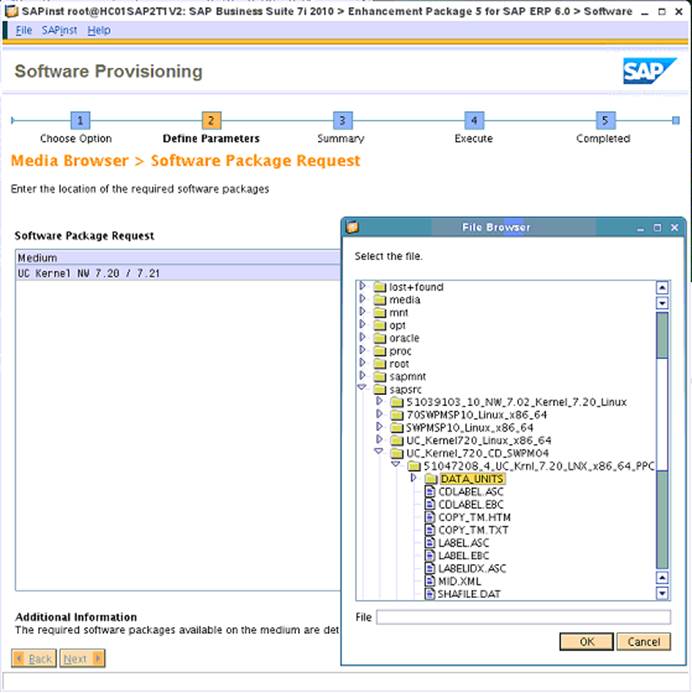 SAPinst root@HC01SAP2T1V2: SAP Business Suite 7i 2010 > Enhancement Package 5 for SAP ERP 6.0 > Software
File SAPinst Help
Software Provisioning
SAP
1 2 3 4 5
Choose Option Define Parameters Summary Execute Completed
Media Browser > Software Package Request
Enter the location of the required software packages
Software Package Request
Medium
UC Kernel NW 7.20 / 7.21
Additional Information
The required software packages available on the medium are det
Back Next
File Browser
Select the file.
lost+found
media
mnt
opt
oracle
proc
root
sapmnt
sapsrc
51039103_10_NW_7.02_Kernel_7.20_Linux
70SWPMSP10_Linux_x86_64
SWPMSP10_Linux_x86_64
UC_Kernel720_Linux_x86_64
UC_Kernel_720_CD_SWPM04
51047208_4_UC_Krnl_7.20_LNX_x86_64_PPC
DATA_UNITS
CDLABEL.ASC
CDLABEL.EBC
COPY_TM.HTM
COPY_TM.TXT
LABEL.ASC
LABEL.EBC
LABELIDX.ASC
MID.XML
SHAFILE.DAT
File
OK Cancel